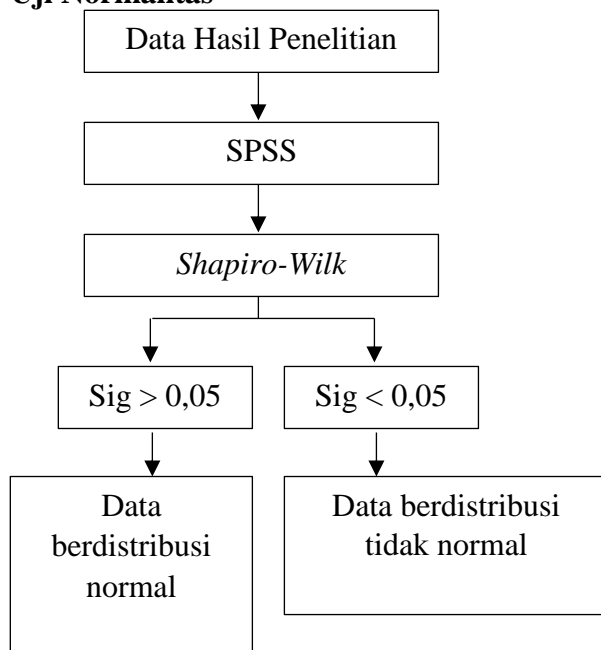 Uji Normalitas
Data Hasil Penelitian
SPSS
Shapiro-Wilk
Sig > 0,05
Sig < 0,05
Data
berdistribusi
normal
Data berdistribusi
tidak normal